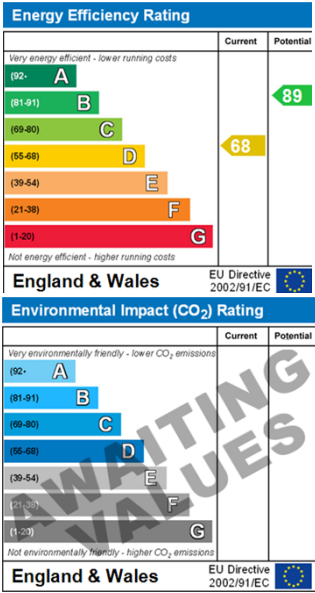 Energy Efficiency Rating
Current Potential
Very energy efficient - lower running costs
(92- A
(81-91) B
89
(69-80) C
(55-68) D
68
(39-54) E
(21-38) F
(1-20) G
Not energy efficient - higher running costs
England & Wales
EU Directive
2002/91/EC
Environmental Impact (CO2) Rating
Current Potential
Very environmentally friendly - lower CO2 emissions
(92- A
(81-91) B
(69-80) C
(55-68) D
(39-54) E
(21-38) F
(1-20) G
AWAITING
VALUES
Not environmentally friendly - higher CO2 emissions
England & Wales
EU Directive
2002/91/EC